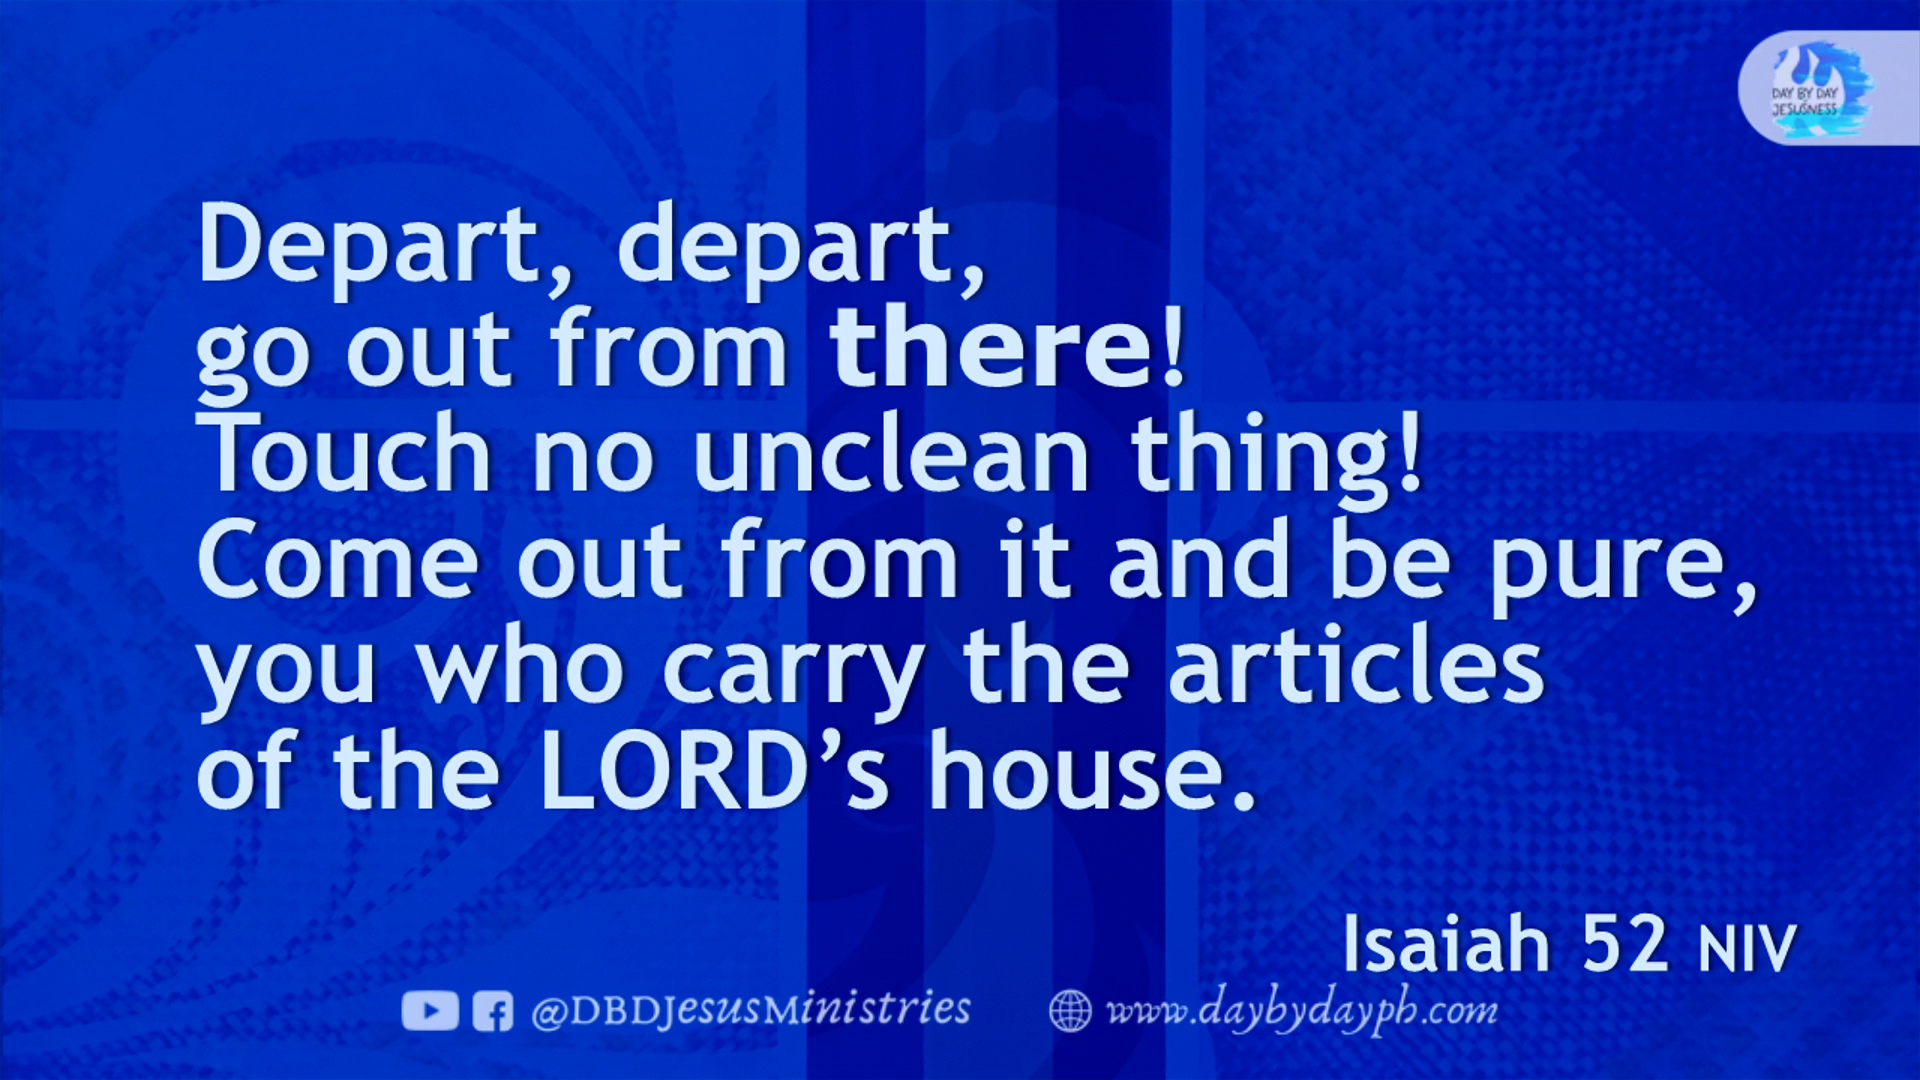 DAY BY DAY
JESUSNESS
Depart, depart,
go out from there!
Touch no unclean thing!
Come out from it and be pure,
you who carry the articles
of the LORD’s house.
Isaiah 52 NIV
@DBDJesusMinistries www.daybydayph.com